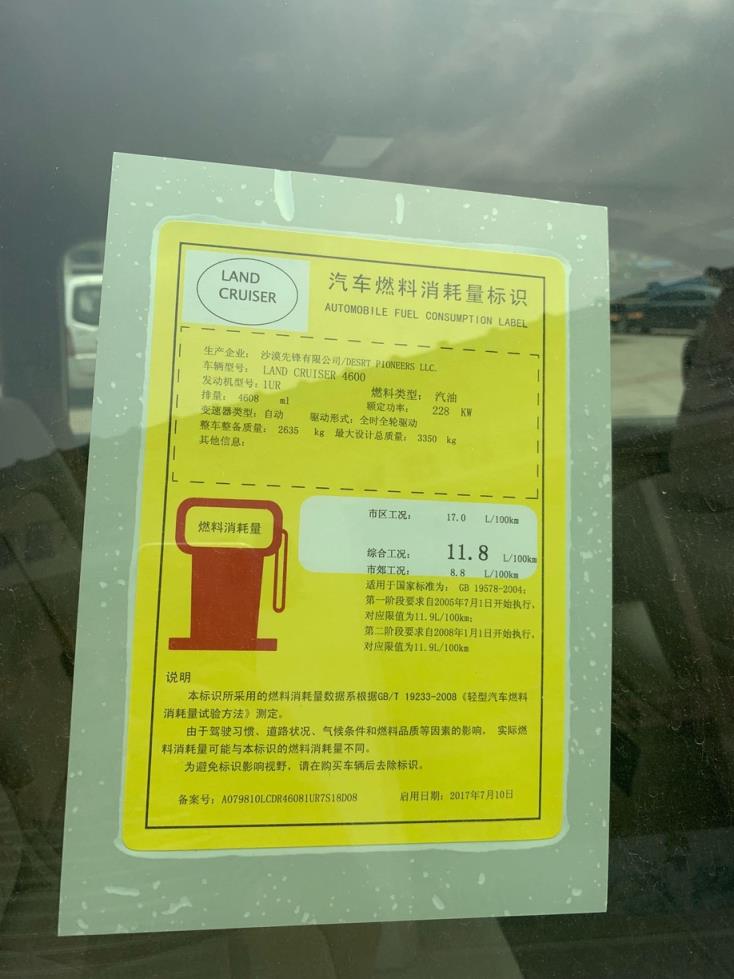 LAND
CRUISER
汽车燃料消耗量标识
AUTOMOBILE FUEL CONSUMPTION LABEL
生产企业： 沙漠先锋有限公司/DESRT PIONEERS LLC.
车辆型号： LAND CRUISER 4600
发动机型号：1UR 燃料类型： 汽油
排量： 4608 ml 额定功率： 228 KW
变速器类型：自动 驱动形式：全时全轮驱动
整车整备质量： 2635 kg 最大设计总质量： 3350 kg
其他信息：
燃料消耗量
市区工况： 17.0 L/100km
综合工况： 11.8 L/100km
市郊工况： 8.8 L/100km
适用于国家标准为： GB 19578-2004；
第一阶段要求自2005年7月1日开始执行，
对应限值为11.9L/100km；
第二阶段要求自2008年1月1日开始执行，
对应限值为11.9L/100km
说明
本标识所采用的燃料消耗量数据系根据GB/T 19233-2008《轻型汽车燃料
消耗量试验方法》测定。
由于驾驶习惯、道路状况、气候条件和燃料品质等因素的影响， 实际燃
料消耗量可能与本标识的燃料消耗量不同。
为避免标识影响视野，请在购买车辆后去除标识。
备案号：A079810LCDR46081UR7S18D08 启用日期：2017年7月10日